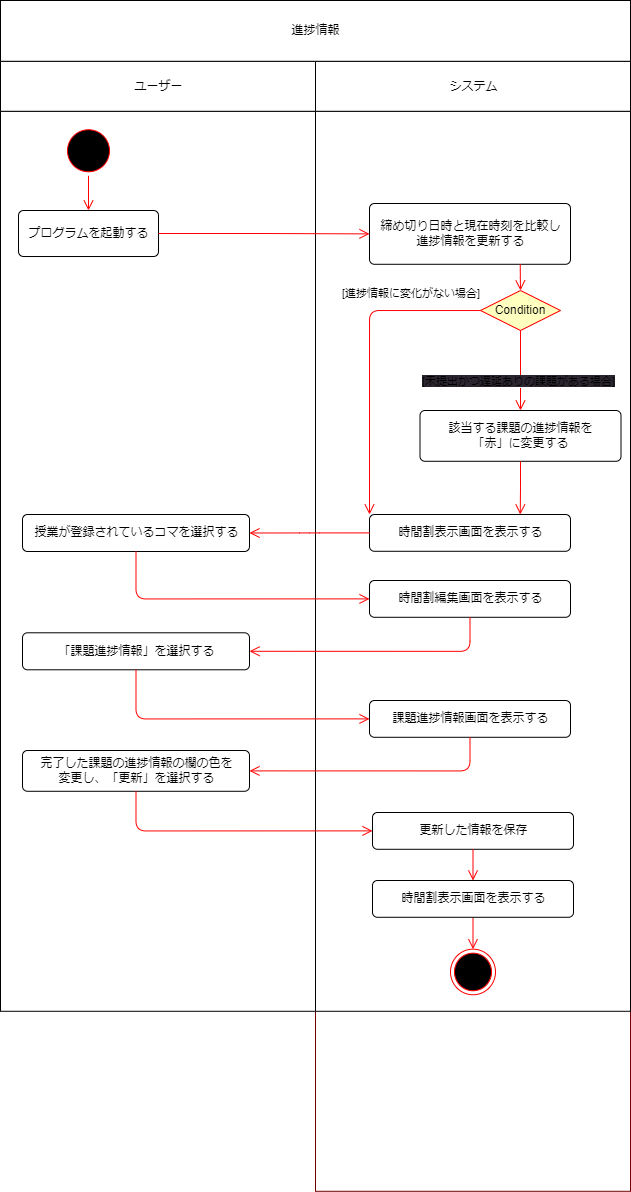 進捗情報
ユーザー
システム
プログラムを起動する
締め切り日時と現在時刻を比較し
進捗情報を更新する
[進捗情報に変化がない場合]
Condition
[未提出かつ遅延ありの課題がある場合]
該当する課題の進捗情報を
「赤」に変更する
授業が登録されているコマを選択する
時間割表示画面を表示する
時間割編集画面を表示する
「課題進捗情報」を選択する
課題進捗情報画面を表示する
完了した課題の進捗情報の欄の色を
変更し、「更新」を選択する
更新した情報を保存
時間割表示画面を表示する